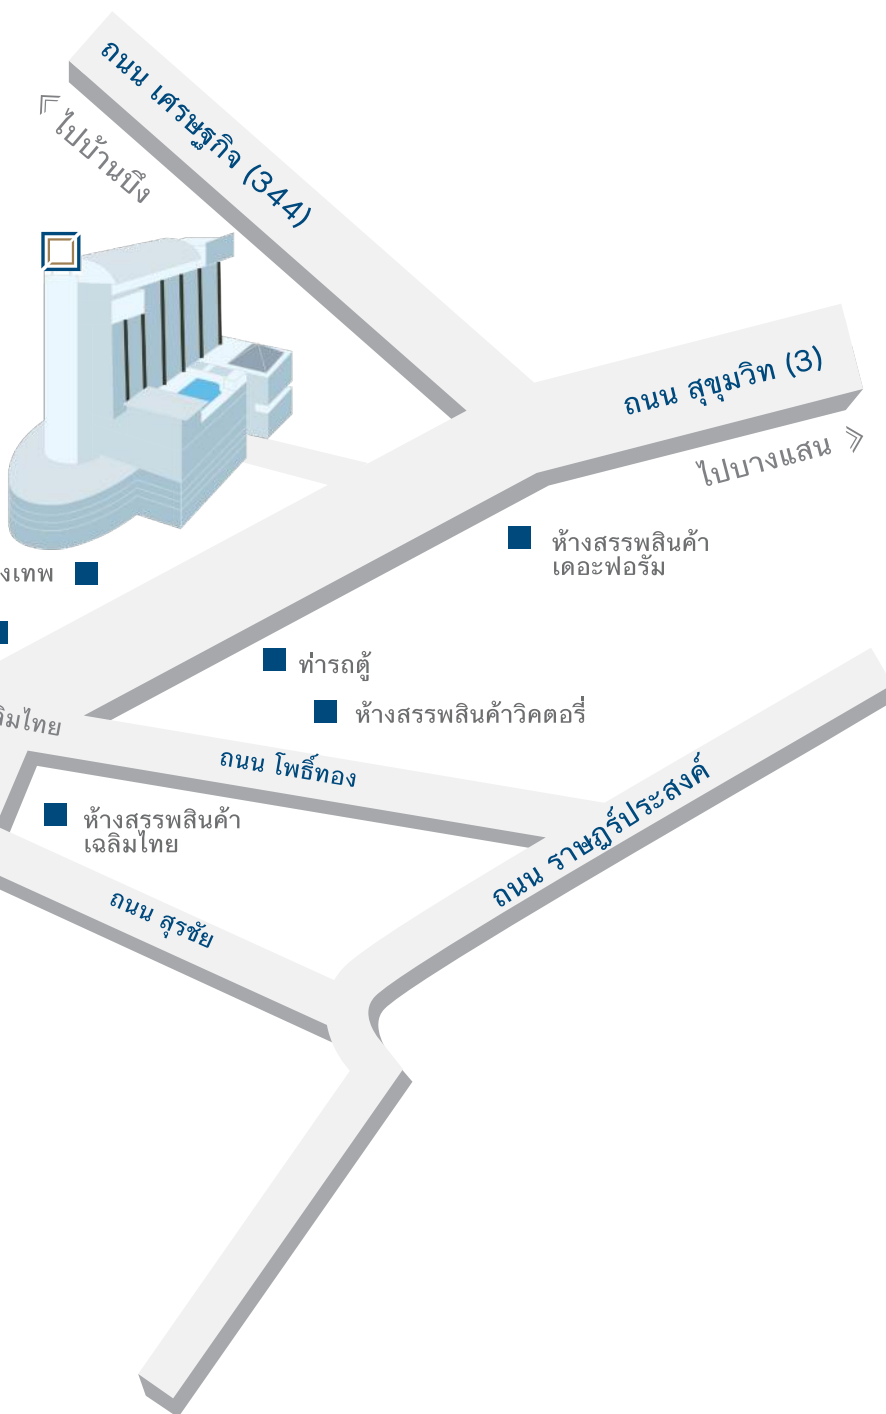 ถนน เศรษฐกิจ (344)
ไปบ้านบึง
ถนน สุขุมวิท (3)
ไปบางแสน
ห้างสรรพสินค้า
เดอะฟอรัม
ท่ารถตู้
ห้างสรรพสินค้าวิคตอรี่
ถนน โพธิ์ทอง
ถนน ราษฎร์ประสงค์
ห้างสรรพสินค้า
เฉลิมไทย
ถนน สุรชัย